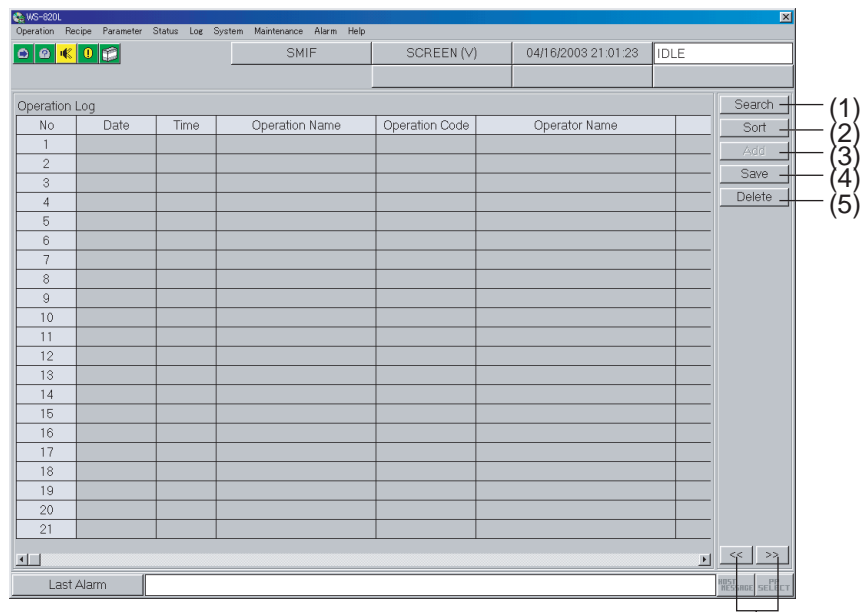 WS-820L
Operation Recipe Parameter Status Log System Maintenance Alarm Help
SMIF SCREEN (V) 04/16/2003 21:01:23 IDLE
Operation Log
No Date Time Operation Name Operation Code Operator Name
1
2
3
4
5
6
7
8
9
10
11
12
13
14
15
16
17
18
19
20
21
Search (1)
Sort (2)
Add (3)
Save (4)
Delete (5)
<< >>
Last Alarm
HOST MESSAGE
SELECT